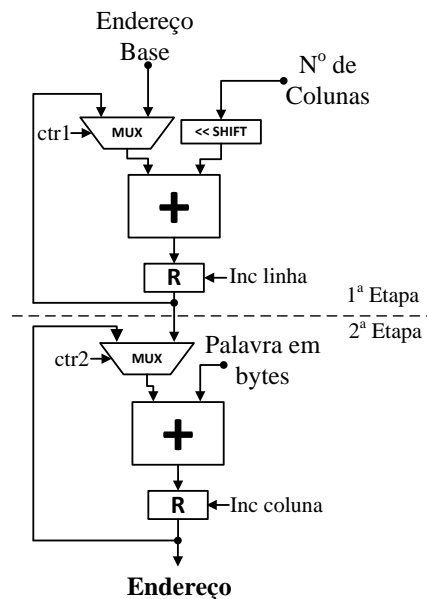 Endereço
Base
Nº de
Colunas
ctr1
MUX
<< SHIFT
+
R
Inc linha
1ª Etapa
2ª Etapa
ctr2
MUX
Palavra em
bytes
+
R
Inc coluna
Endereço